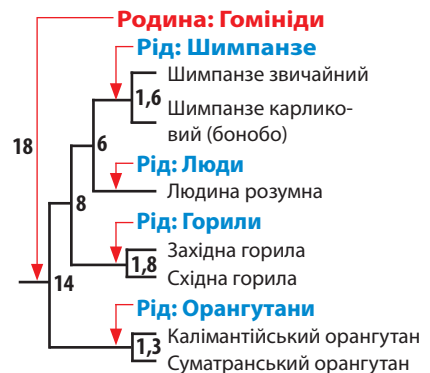 Родина: Гомініди
Рід: Шимпанзе
Шимпанзе звичайний
1,6
Шимпанзе карлико-
вий (бонобо)
18
6
Рід: Люди
Людина розумна
8
Рід: Горили
Західна горила
1,8
Східна горила
14
Рід: Орангутани
Калімантійський орангутан
1,3
Суматранський орангутан